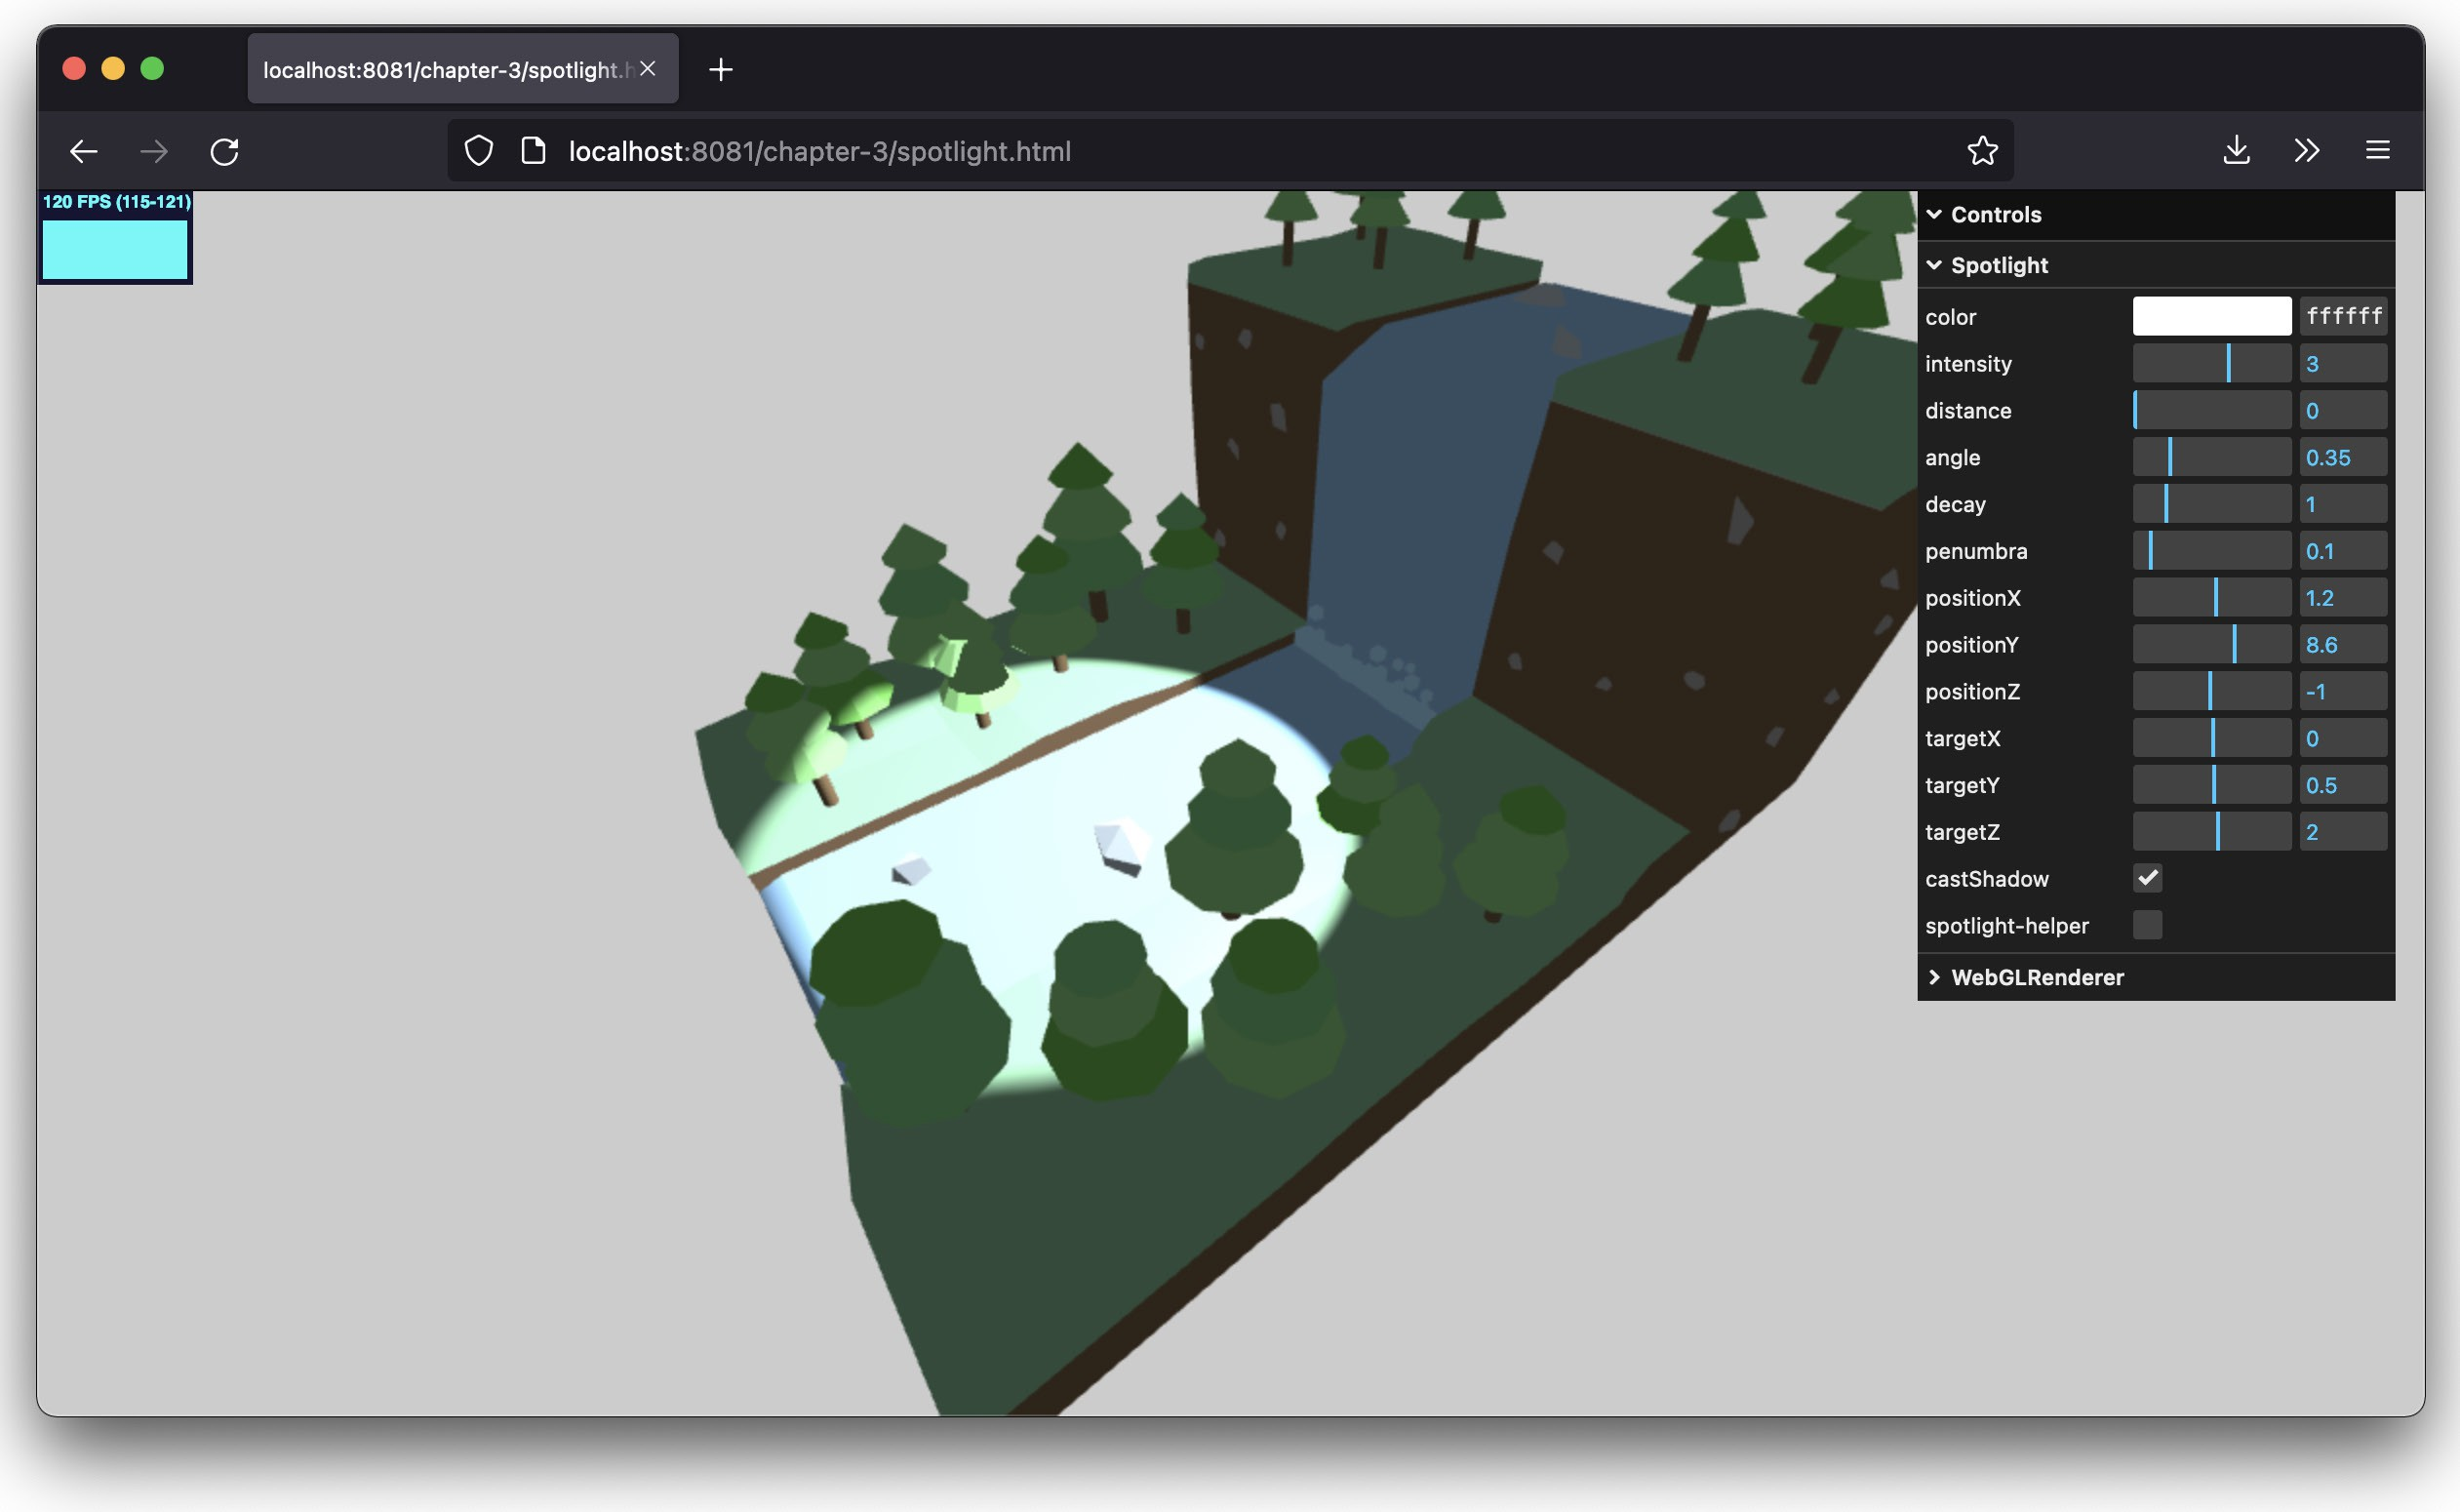 localhost:8081/chapter-3/spotlight.h
localhost:8081/chapter-3/spotlight.html
120 FPS (115-121)
Controls
Spotlight
color ffffff
intensity 3
distance 0
angle 0.35
decay 1
penumbra 0.1
positionX 1.2
positionY 8.6
positionZ -1
targetX 0
targetY 0.5
targetZ 2
castShadow
spotlight-helper
WebGLRenderer